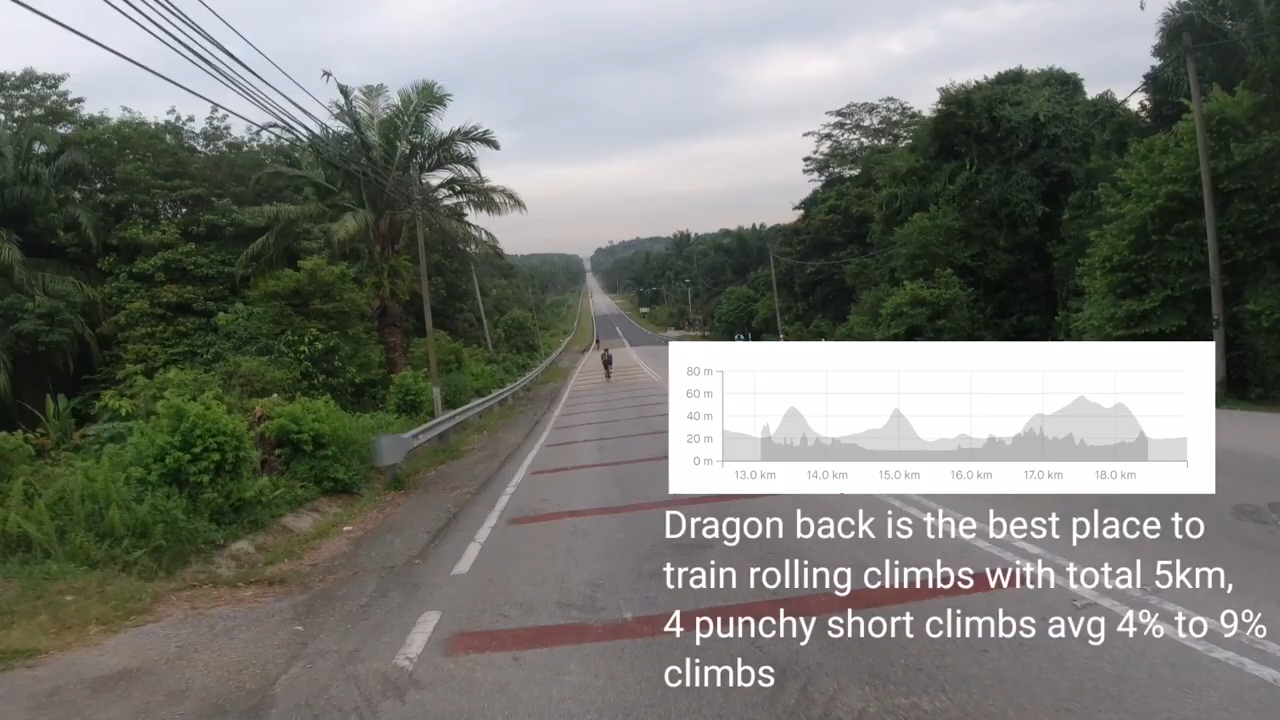 80 m
60 m
40 m
20 m
0 m
13.0 km 14.0 km 15.0 km 16.0 km 17.0 km 18.0 km
Dragon back is the best place to
train rolling climbs with total 5km,
4 punchy short climbs avg 4% to 9%
climbs